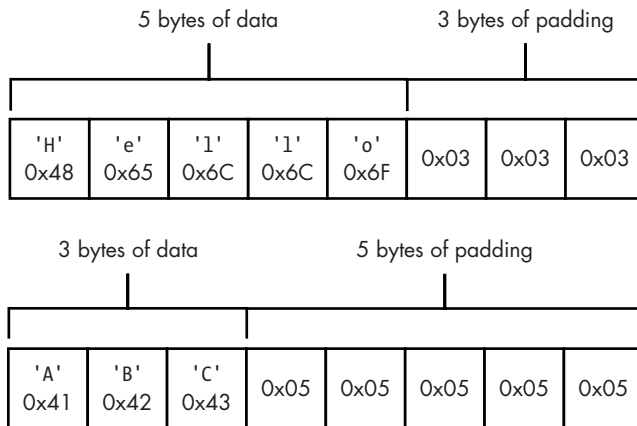 5 bytes of data 3 bytes of padding
'H' 'e' 'l' 'l' 'o'
0x48 0x65 0x6C 0x6C 0x6F 0x03 0x03 0x03
3 bytes of data 5 bytes of padding
'A' 'B' 'C'
0x41 0x42 0x43 0x05 0x05 0x05 0x05 0x05